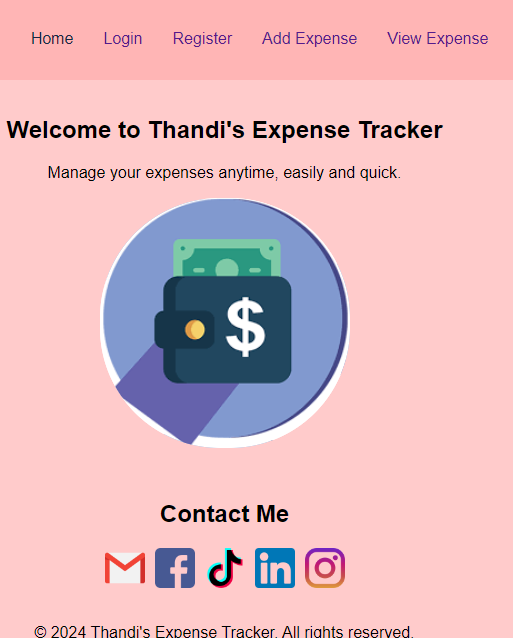 Home Login Register Add Expense View Expense
Welcome to Thandi's Expense Tracker
Manage your expenses anytime, easily and quick.
$
Contact Me
f in
© 2024 Thandi's Expense Tracker. All rights reserved.